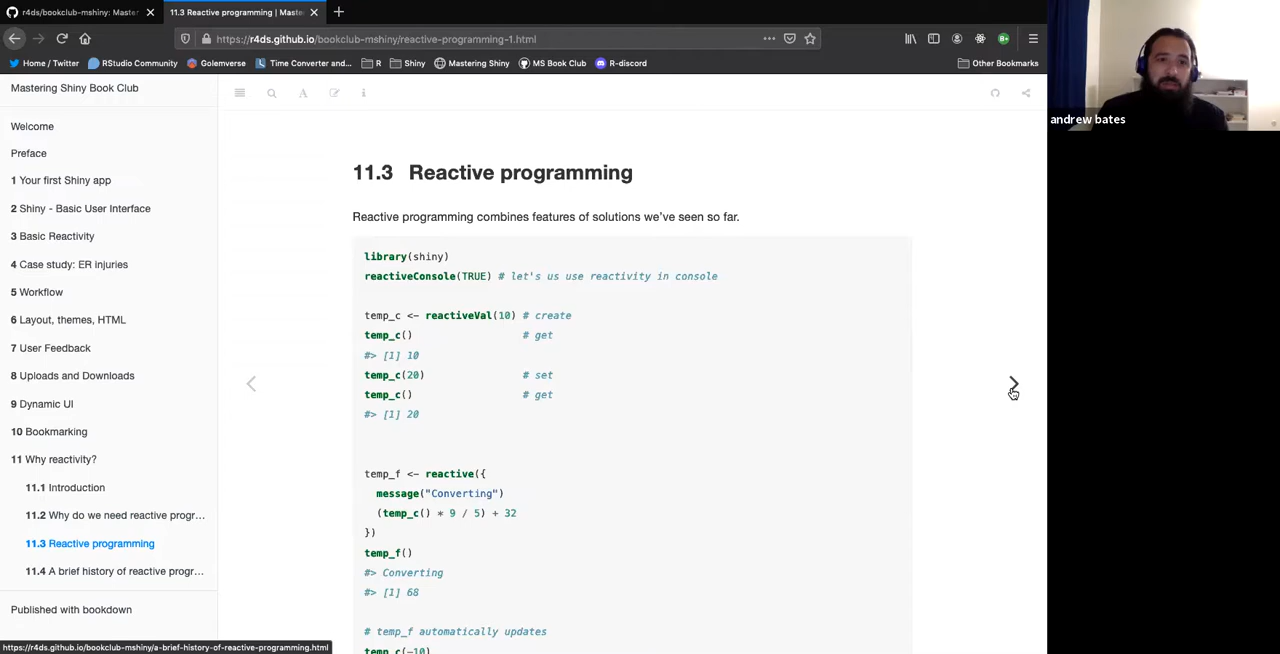 r4ds/bookclub-mshiny: Master
11.3 Reactive programming | Maste
https://r4ds.github.io/bookclub-mshiny/reactive-programming-1.html
Home / Twitter
RStudio Community
Golemverse
Time Converter and...
R
Shiny
Mastering Shiny
MS Book Club
R-discord
Other Bookmarks
Mastering Shiny Book Club
Welcome
Preface
1 Your first Shiny app
2 Shiny - Basic User Interface
3 Basic Reactivity
4 Case study: ER injuries
5 Workflow
6 Layout, themes, HTML
7 User Feedback
8 Uploads and Downloads
9 Dynamic UI
10 Bookmarking
11 Why reactivity?
11.1 Introduction
11.2 Why do we need reactive progr...
11.3 Reactive programming
11.4 A brief history of reactive progr...
Published with bookdown
11.3 Reactive programming
Reactive programming combines features of solutions we've seen so far.
library(shiny)
reactiveConsole(TRUE) # let's us use reactivity in console
temp_c <- reactiveVal(10) # create
temp_c() # get
#> [1] 10
temp_c(20) # set
temp_c() # get
#> [1] 20
temp_f <- reactive({
message("Converting")
(temp_c() * 9 / 5) + 32
})
temp_f()
#> Converting
#> [1] 68
# temp_f automatically updates
temp_c(-10)
https://r4ds.github.io/bookclub-mshiny/a-brief-history-of-reactive-programming.html
andrew bates